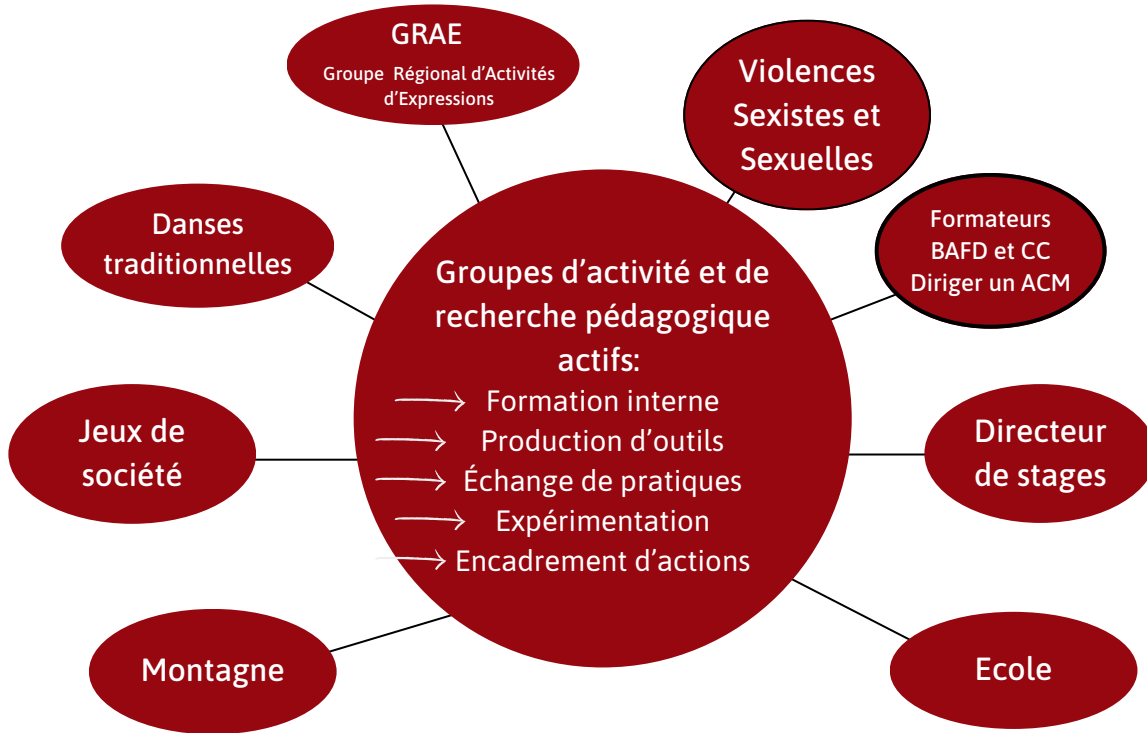 GRAE
Groupe Régional d'Activités
d'Expressions
Violences
Sexistes et
Sexuelles
Danses
traditionnelles
Formateurs
BAFD et CC
Diriger un ACM
Groupes d'activité et de
recherche pédagogique
actifs:
Formation interne
Production d'outils
Échange de pratiques
Expérimentation
Encadrement d'actions
Jeux de
société
Directeur
de stages
Montagne
Ecole